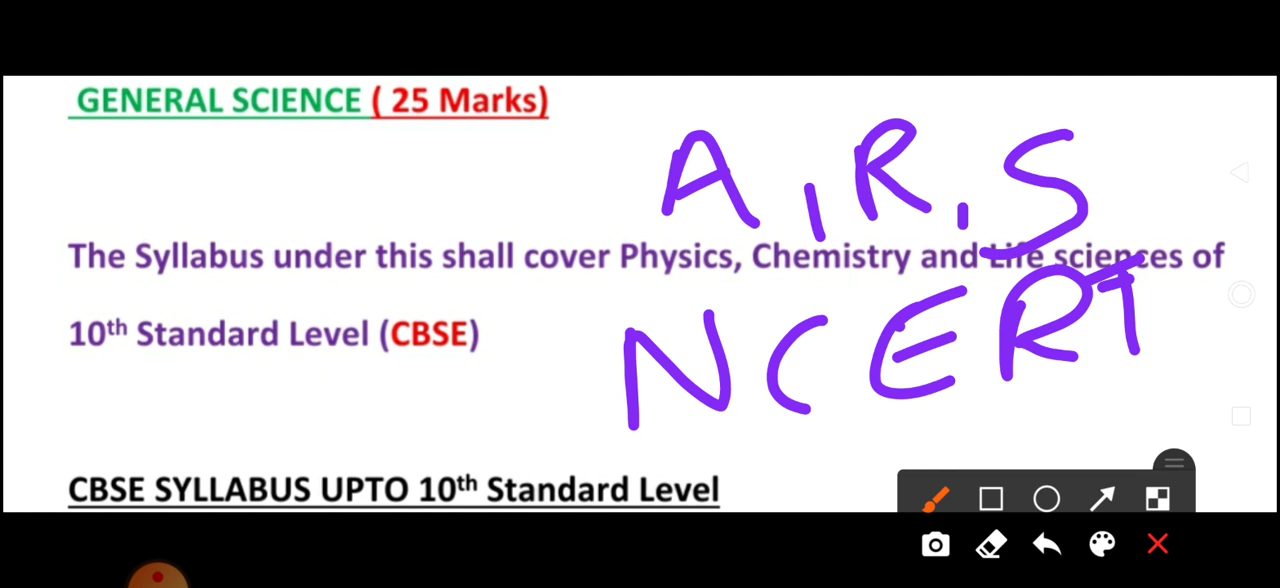 GENERAL SCIENCE ( 25 Marks)
A, R, S
The Syllabus under this shall cover Physics, Chemistry and Life sciences of
10th Standard Level (CBSE)
NCERT
CBSE SYLLABUS UPTO 10th Standard Level